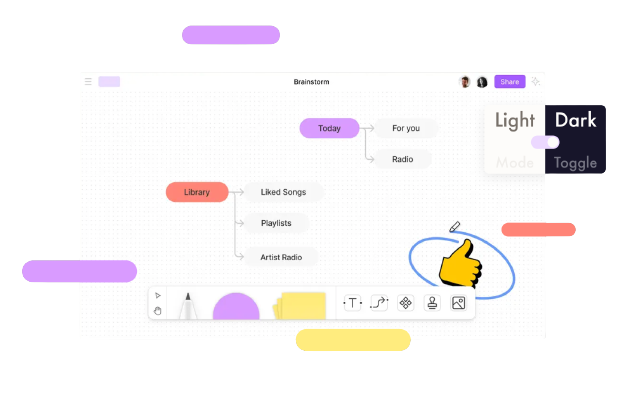 Brainstorm
Share
Today
For you
Radio
Light Dark
Mode Toggle
Library
Liked Songs
Playlists
Artist Radio
T